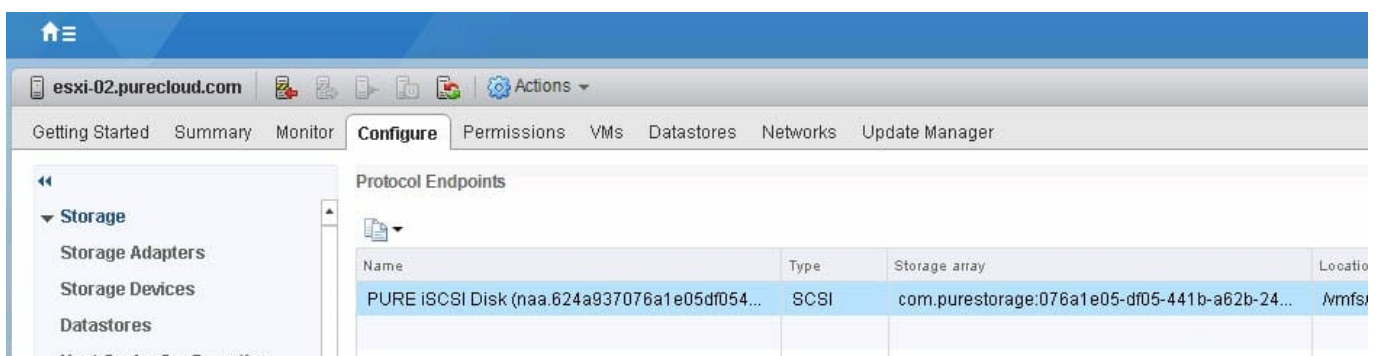 esxi-02.purecloud.com Actions
Getting Started Summary Monitor Configure Permissions VMs Datastores Networks Update Manager
Protocol Endpoints
Storage
Storage Adapters
Storage Devices
Datastores
Name Type Storage array Locatio
PURE iSCSI Disk (naa.624a937076a1e05df054... SCSI com.purestorage:076a1e05-df05-441b-a62b-24... /vmfs/